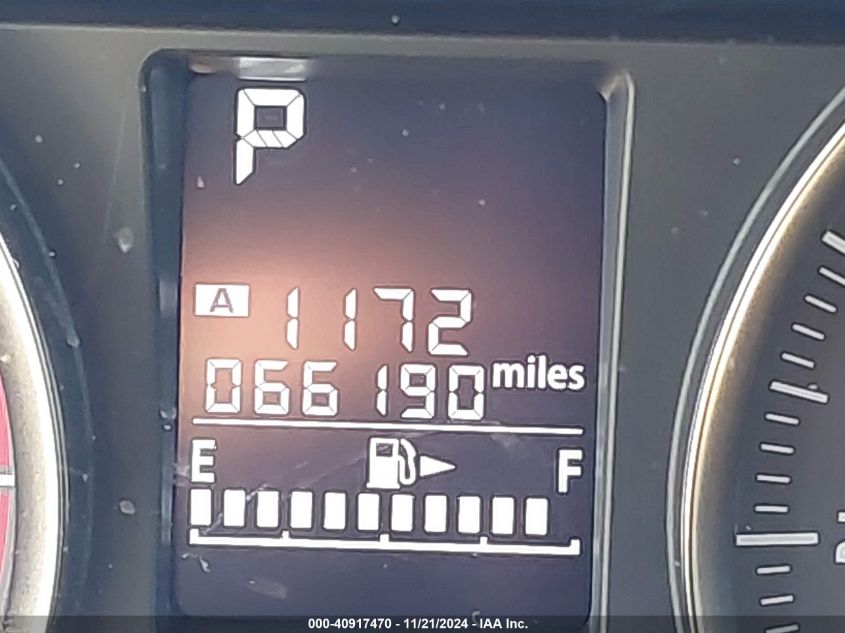 P
A 1172
066190 miles
E F
000-40917470 - 11/21/2024 - IAA Inc.